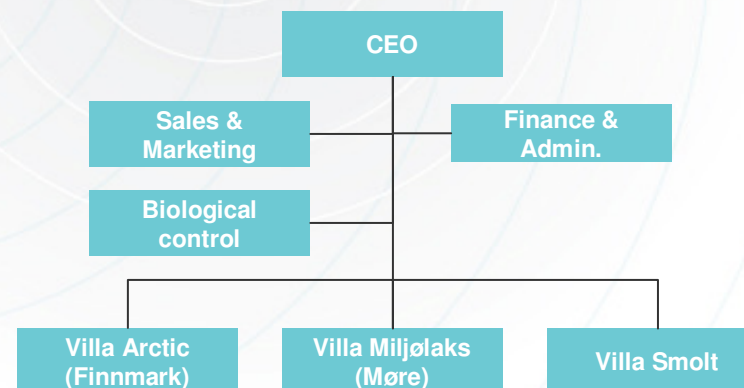 CEO
Sales &
Marketing
Finance &
Admin.
Biological
control
Villa Arctic
(Finnmark)
Villa Miljølaks
(Møre)
Villa Smolt